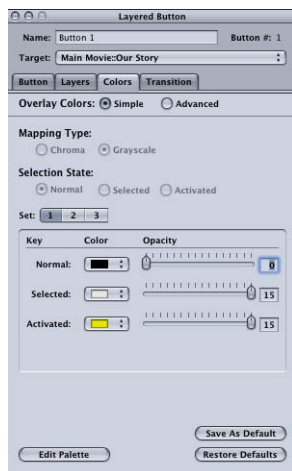 Layered Button
Name: Button 1 Button #: 1
Target: Main Movie::Our Story
Button Layers Colors Transition
Overlay Colors: Simple Advanced
Mapping Type:
Chroma Grayscale
Selection State:
Normal Selected Activated
Set: 1 2 3
Key Color Opacity
Normal: 0
Selected: 15
Activated: 15
Save As Default
Edit Palette Restore Defaults